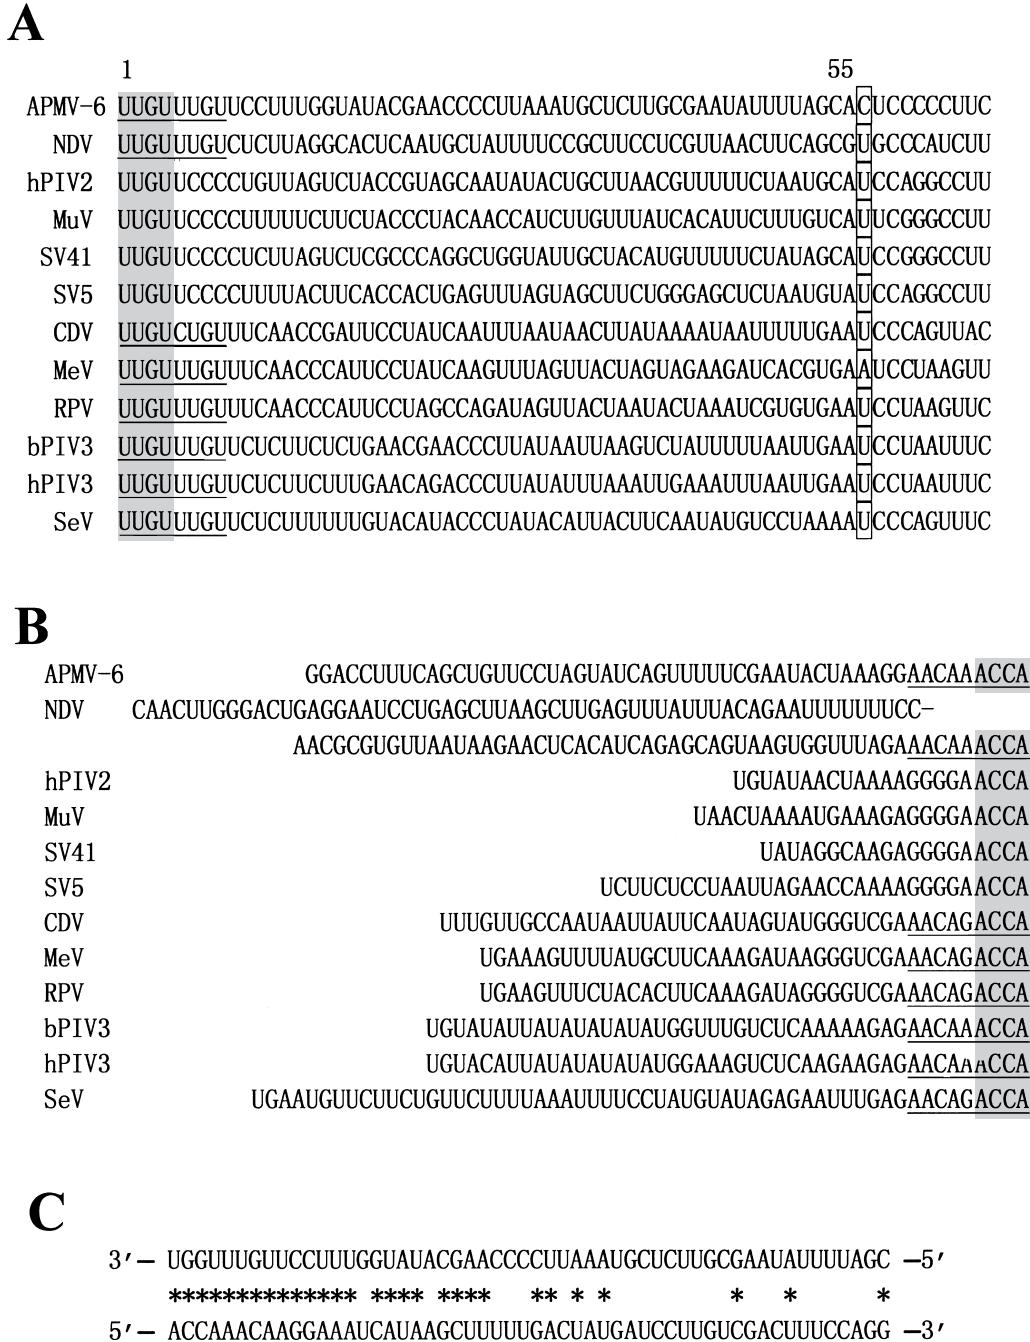 A
1 55
APMV-6 UUGUUUGUUCCUUUGGUAUACGAACCCCUUAAAUGCUCUUGCGAAUAUUUUAGCACUCCCCCUUC
NDV UUGUUUGUCUCUUAGGCACUCAAUGCUAUUUUCCGCUUCCUCGUUAACUUCAGCGUGCCCAUCUU
hPIV2 UUGUUCCCCUGUUAGUCUACCGUAGCAAUAUACUGCUUAACGUUUUUCUAAUGCAUCCAGGCCUU
MuV UUGUUCCCCUUUUUCUUCUACCCUACAACCAUCUUGUUUAUCACAUUCUUUGUCAUUCGGGCCUU
SV41 UUGUUCCCCUCUUAGUCUCGCCCAGGCUGGUAUUGCUACAUGUUUUUCUAUAGCAUCCGGGCCUU
SV5 UUGUUCCCCUUUUACUUCACCACUGAGUUUAGUAGCUUCUGGGAGCUCUAAUGUAUCCAGGCCUU
CDV UUGUCUGUUUCAACCGAUUCCUAUCAAUUUAAUAACUUAUAAAAUAAUUUUUGAAUCCCAGUUAC
MeV UUGUUUGUUUCAACCCAUUCCUAUCAAGUUUAGUUACUAGUAGAAGAUCACGUGAAUCCUAAGUU
RPV UUGUUUGUUUCAACCCAUUCCUAGCCAGAUAGUUACUAAUACUAAAUCGUGUGAAUCCUAAGUUC
bPIV3 UUGUUUGUUCUCUUCUCUGAACGAACCCUUAUAAUUAAGUCUAUUUUUAAUUGAAUCCUAAUUUC
hPIV3 UUGUUUGUUCUCUUCUUUGAACAGACCCUUAUAUUUAAAUUGAAAUUUAAUUGAAUCCUAAUUUC
SeV UUGUUUGUUCUCUUUUUUGUACAUACCCUAUACAUUACUUCAAUAUGUCCUAAAAUCCCAGUUUC
B
APMV-6 GGACCUUUCAGCUGUUCCUAGUAUCAGUUUUUCGAAUACUAAAGGAACAAACCA
NDV CAACUUGGGACUGAGGAAUCCUGAGCUUAAGCUUGAGUUUAUUUACAGAAUUUUUUUCC-
AACGCGUGUUAAUAAGAACUCACAUCAGAGCAGUAAGUGGUUUAGAAACAAACCA
hPIV2 UGUAUAACUAAAAGGGGAACCA
MuV UAACUAAAAUGAAAGAGGGGAACCA
SV41 UAUAGGCAAGAGGGGAACCA
SV5 UCUUCUCCUAAUUAGAACCAAAAGGGGAACCA
CDV UUUGUUGCCAAUAAUUAUUCAAUAGUAUGGGUCGAAACAGACCA
MeV UGAAAGUUUUAUGCUUCAAAGAUAAGGGUCGAAACAGACCA
RPV UGAAGUUUCUACACUUCAAAGAUAGGGGUCGAAACAGACCA
bPIV3 UGUAUAUUAUAUAUAUAUGGUUUGUCUCAAAAAGAGAACAAACCA
hPIV3 UGUACAUUAUAUAUAUAUGGAAAGUCUCAAGAAGAGAACAAACCA
SeV UGAAUGUUCUUCUGUUCUUUUAAAUUUUCCUAUGUAUAGAGAAUUUGAGAACAGACCA
C
3′— UGGUUUGUUCCUUUGGUAUACGAACCCCUUAAAUGCUCUUGCGAAUAUUUUAGC —5′
************** **** **** ** * * * * *
5′— ACCAAACAAGGAAAUCAUAAGCUUUUUGACUAUGAUCCUUGUCGACUUUCCAGG —3′